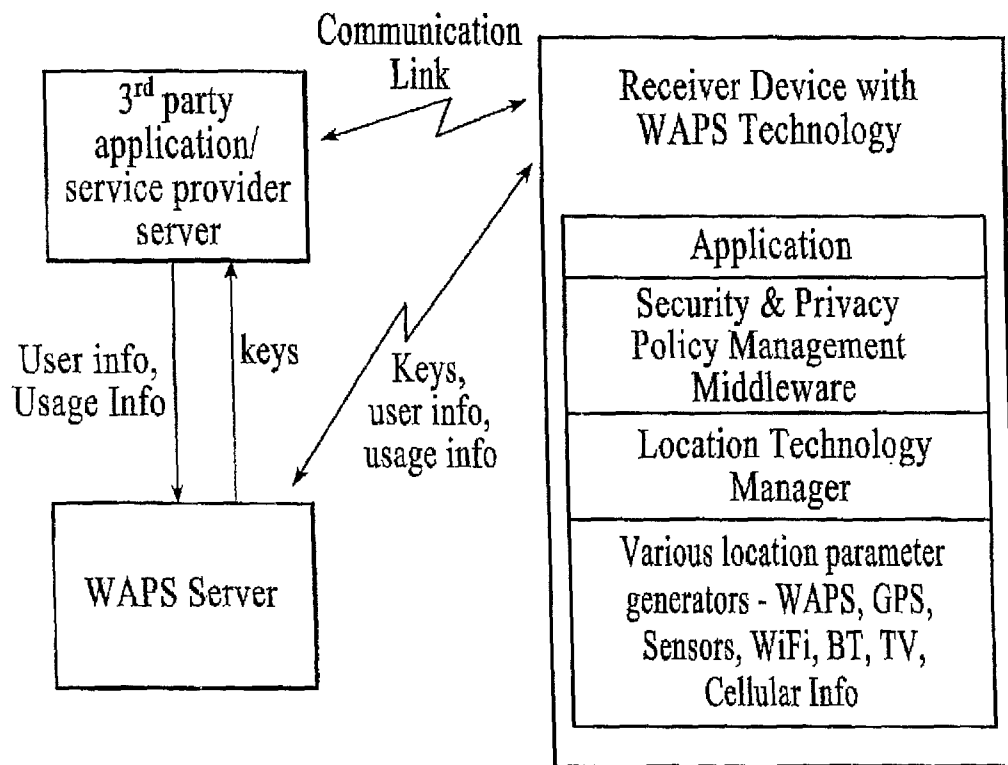 Communication
Link
3rd party
application/
service provider
server
Receiver Device with
WAPS Technology
Application
Security & Privacy
Policy Management
Middleware
Location Technology
Manager
Various location parameter
generators - WAPS, GPS,
Sensors, WiFi, BT, TV,
Cellular Info
User info,
Usage Info
keys
Keys,
user info,
usage info
WAPS Server